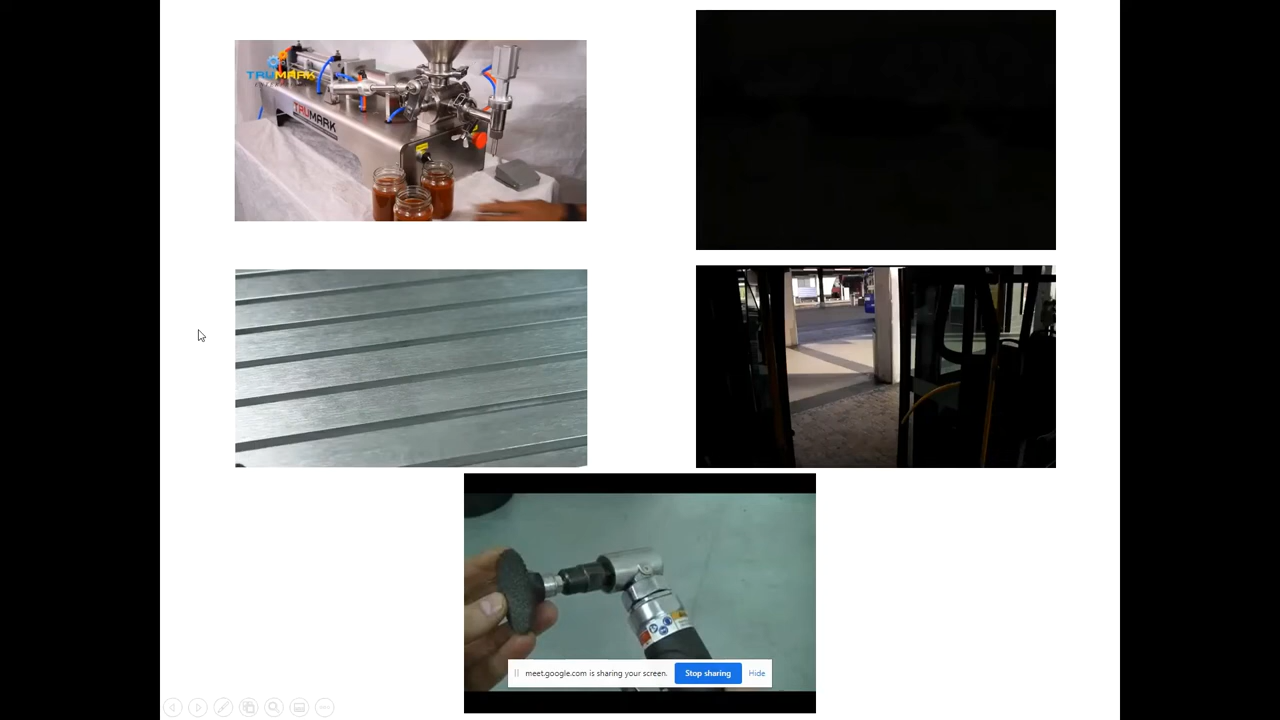 TRUMARK
TRUMARK
meet.google.com is sharing your screen.
Stop sharing
Hide